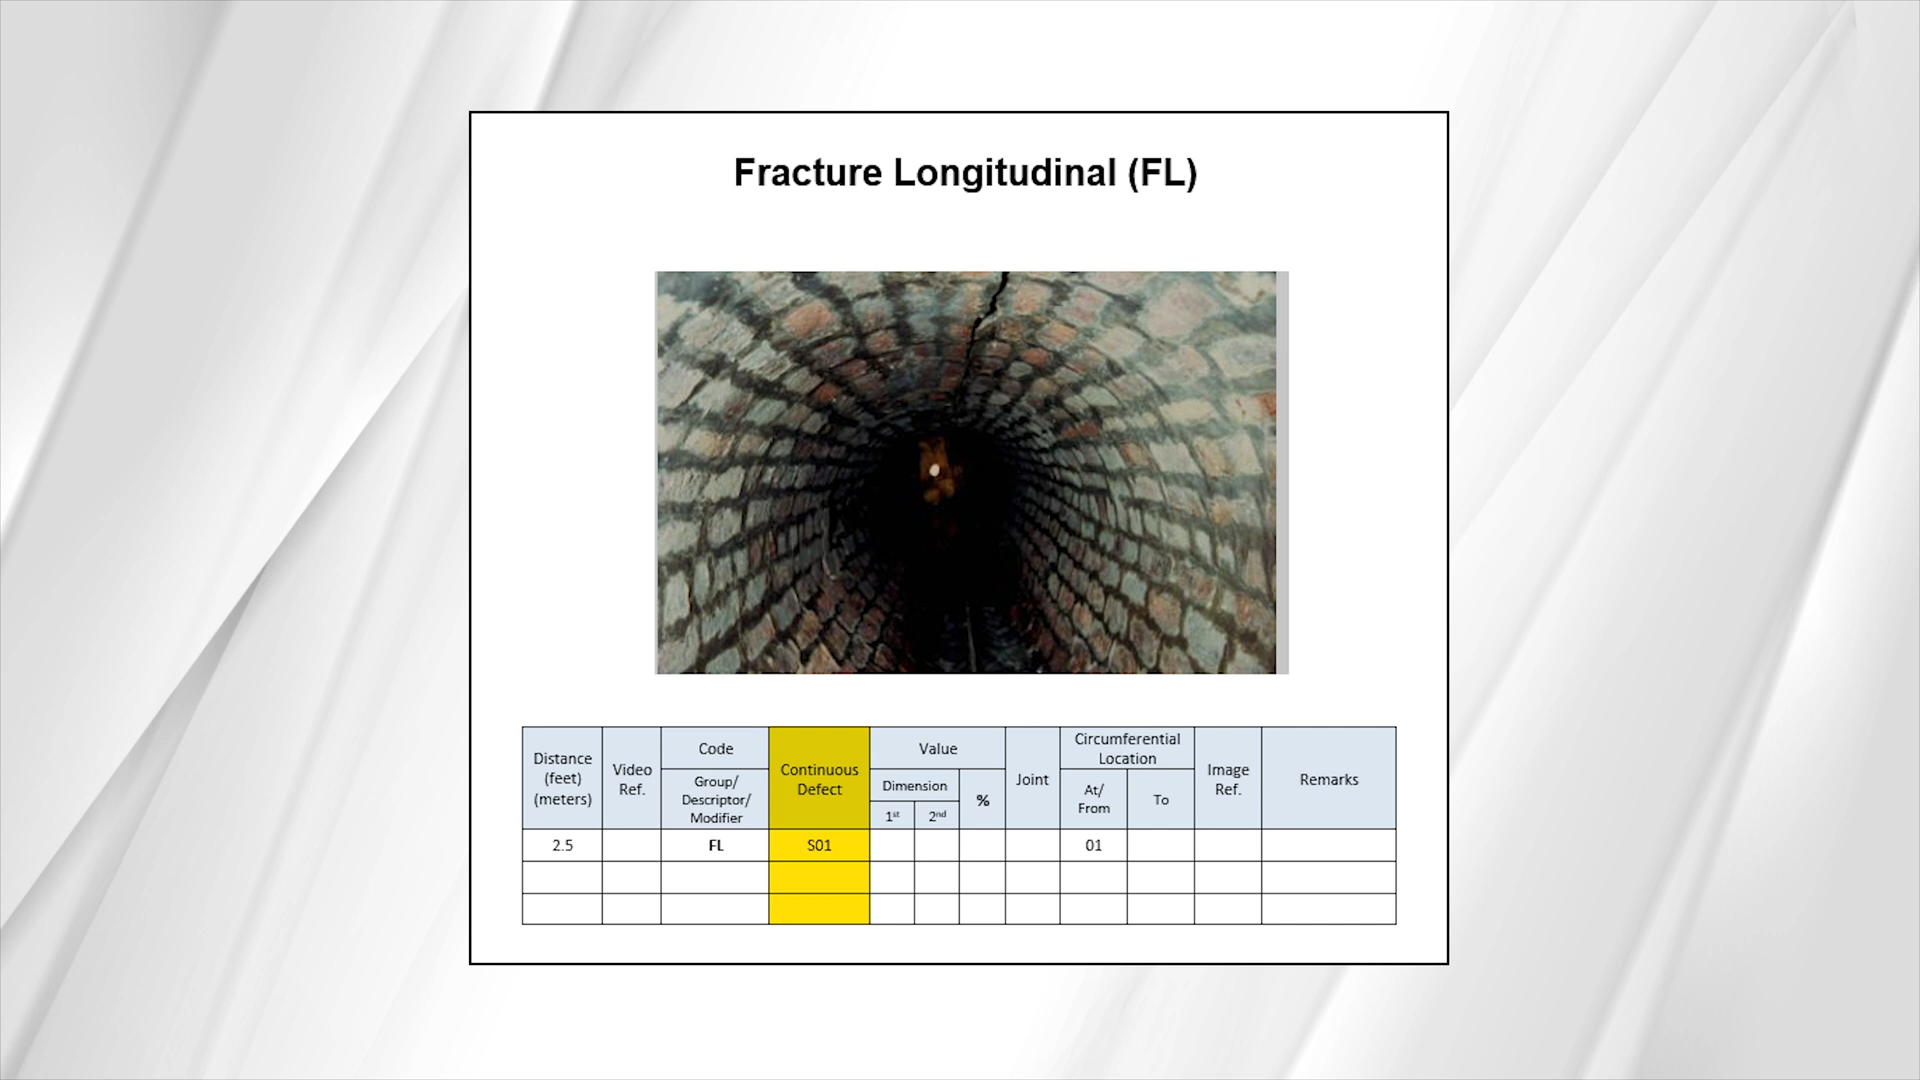 Fracture Longitudinal (FL)
Distance
(feet)
(meters)
Video
Ref.
Code
Group/
Descriptor/
Modifier
Continuous
Defect
Value
Dimension
1st
2nd
%
Joint
Circumferential
Location
At/
From
To
Image
Ref.
Remarks
2.5
FL
S01
01